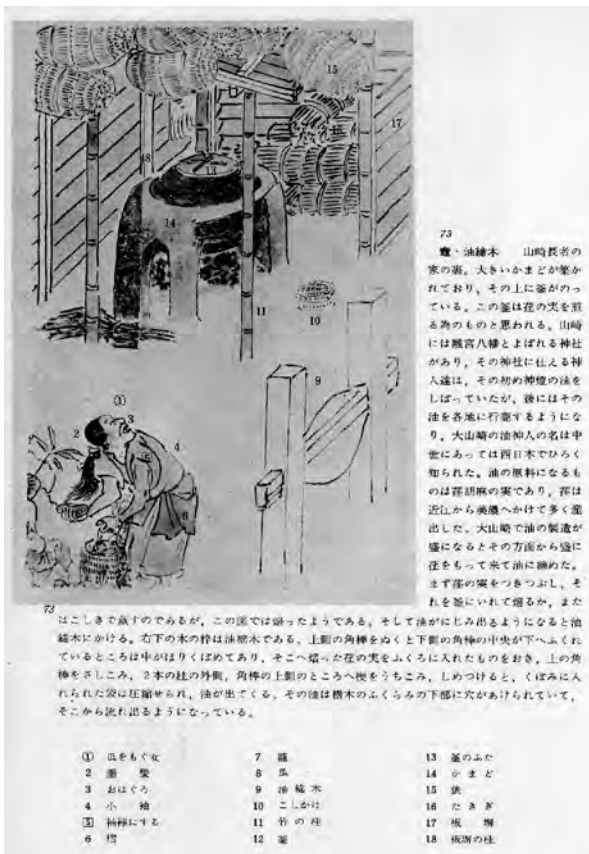 15
16
17
18
13
14
11
10
9
①
3
2
4
5
6
73
73
竈・油締木　山崎長者の
家の裏。大きいかまどが築か
れており，その上に釜がのっ
ている。この釜は荏の実を煎
る為のものと思われる。山崎
には離宮八幡とよばれる神社
があり，その神社に仕える神
人達は，その初め神燈の油を
しぼっていたが，後にはその
油を各地に行商するようにな
り，大山崎の油神人の名は中
世にあっては西日本でひろく
知られた。油の原料になるも
のは荏胡麻の実であり，荏は
近江から美濃へかけて多く産
出した。大山崎で油の製造が
盛になるとその方面から盛に
荏をもって来て油に締めた。
まず荏の実をつきつぶし，そ
れを釜にいれて煎るか，また
はこしきで蒸すのであるが，この図では煎ったようである。そして油がにじみ出るようになると油
締木にかける。右下の木の枠は油締木である。上側の角棒をぬくと下側の角棒の中央が下へふくれ
ているところは中がほりくぼめてあり，そこへ煎った荏の実をふくろに入れたものをおき，上の角
棒をさしこみ，2本の柱の外側，角棒の上側のところへ楔をうちこみ，しめつけると，くぼみに入
れられた袋は圧縮せられ，油が出てくる。その油は横木のふくらみの下部に穴があけられていて，
そこから流れ出るようになっている。
① 瓜をもぐ女
2 垂髪
3 おはぐろ
4 小袖
5 袖襷にする
6 褶
7 籠
8 瓜
9 油締木
10 こしかけ
11 竹の柱
12 釜
13 釜のふた
14 かまど
15 俵
16 たきぎ
17 板塀
18 板塀の柱